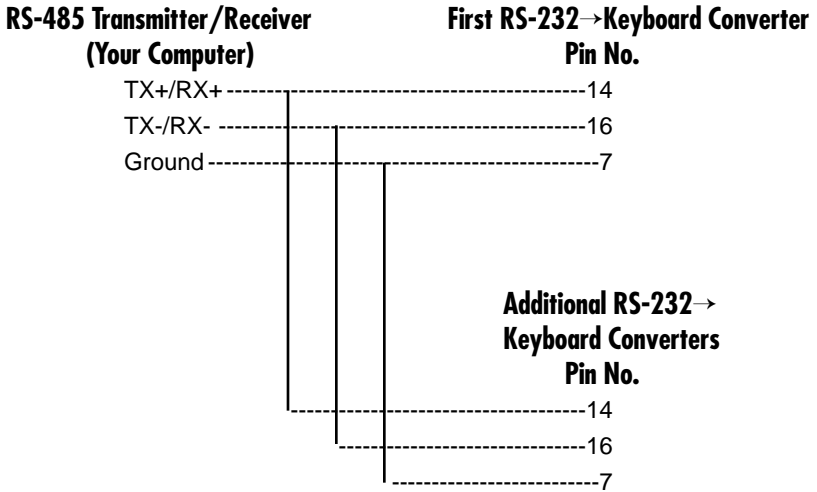 RS-485 Transmitter/Receiver
(Your Computer)
First RS-232→Keyboard Converter
Pin No.
TX+/RX+ 14
TX-/RX- 16
Ground 7
Additional RS-232→
Keyboard Converters
Pin No.
14
16
7